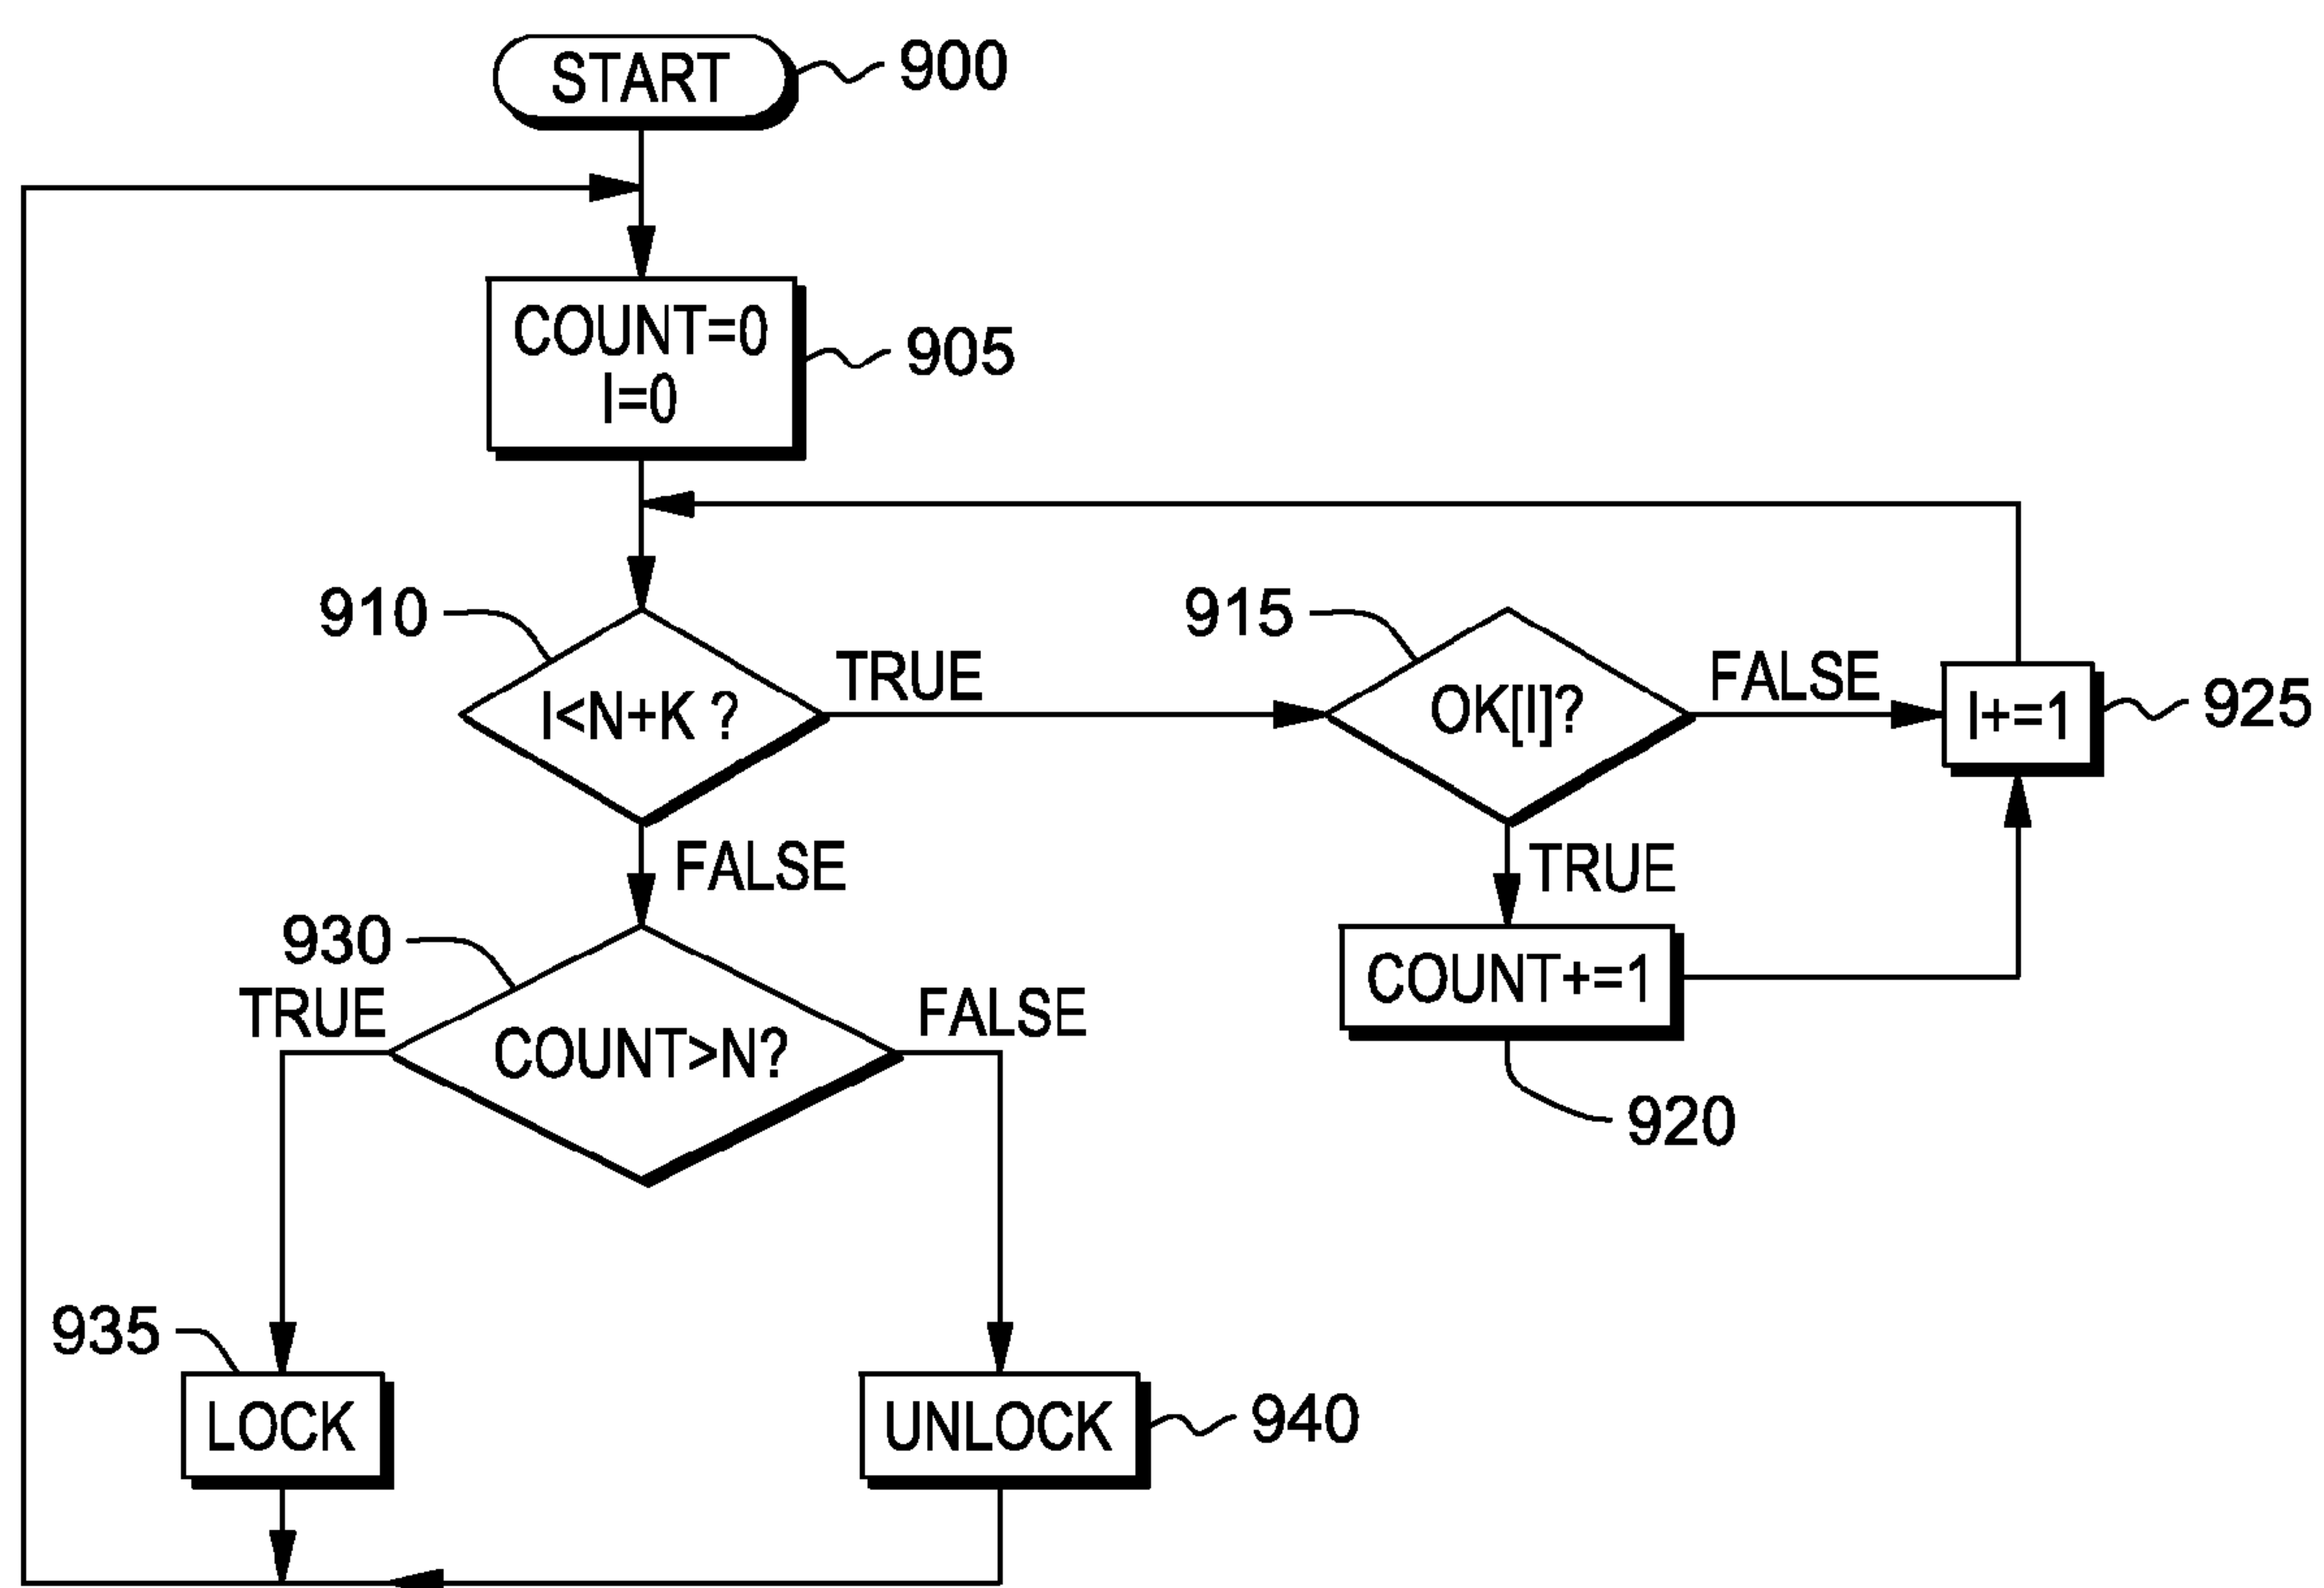 START
900
COUNT=0
I=0
905
910
I<N+K ?
TRUE
915
OK[I]?
FALSE
I+=1
925
FALSE
TRUE
COUNT+=1
920
930
TRUE
COUNT>N?
FALSE
935
LOCK
UNLOCK
940